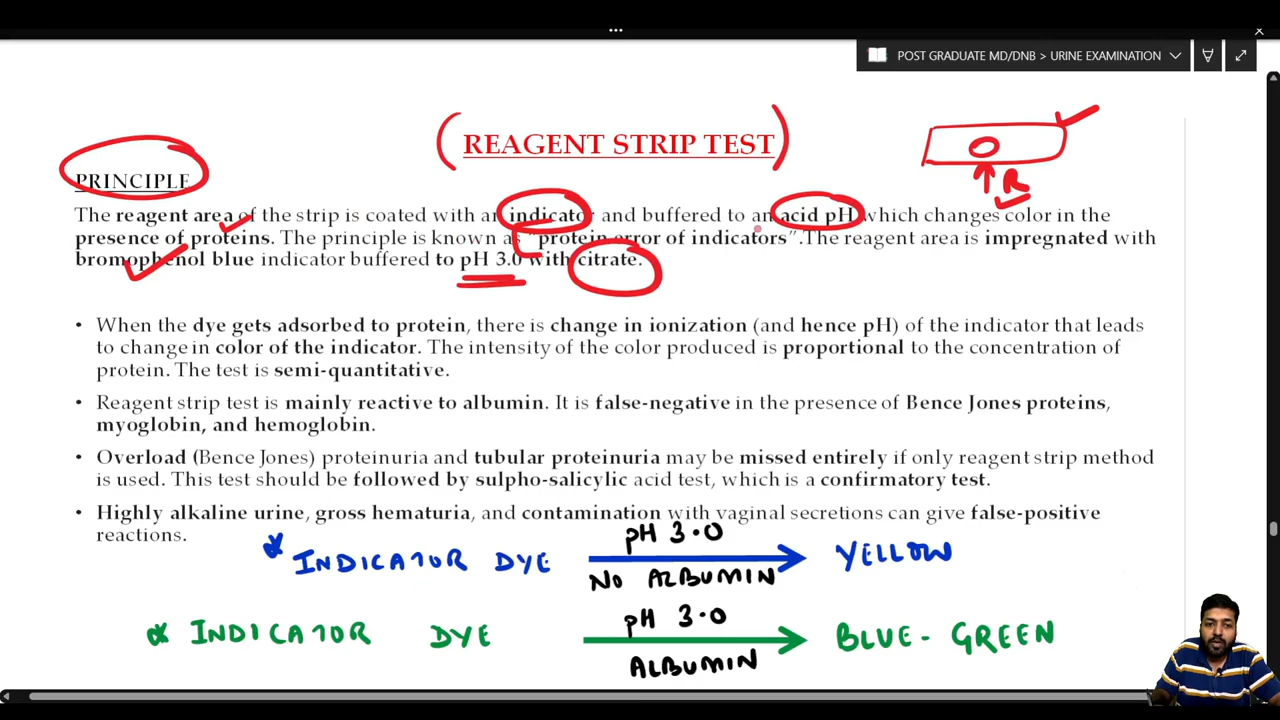 POST GRADUATE MD/DNB > URINE EXAMINATION
(REAGENT STRIP TEST)
R
PRINCIPLE
The reagent area of the strip is coated with an indicator and buffered to an acid pH which changes color in the
presence of proteins. The principle is known as "protein error of indicators".The reagent area is impregnated with
bromophenol blue indicator buffered to pH 3.0 with citrate.
• When the dye gets adsorbed to protein, there is change in ionization (and hence pH) of the indicator that leads
to change in color of the indicator. The intensity of the color produced is proportional to the concentration of
protein. The test is semi-quantitative.
• Reagent strip test is mainly reactive to albumin. It is false-negative in the presence of Bence Jones proteins,
myoglobin, and hemoglobin.
• Overload (Bence Jones) proteinuria and tubular proteinuria may be missed entirely if only reagent strip method
is used. This test should be followed by sulpho-salicylic acid test, which is a confirmatory test.
• Highly alkaline urine, gross hematuria, and contamination with vaginal secretions can give false-positive
reactions.
pH 3.0
INDICATOR DYE YELLOW
NO ALBUMIN
pH 3.0
INDICATOR DYE BLUE- GREEN
ALBUMIN